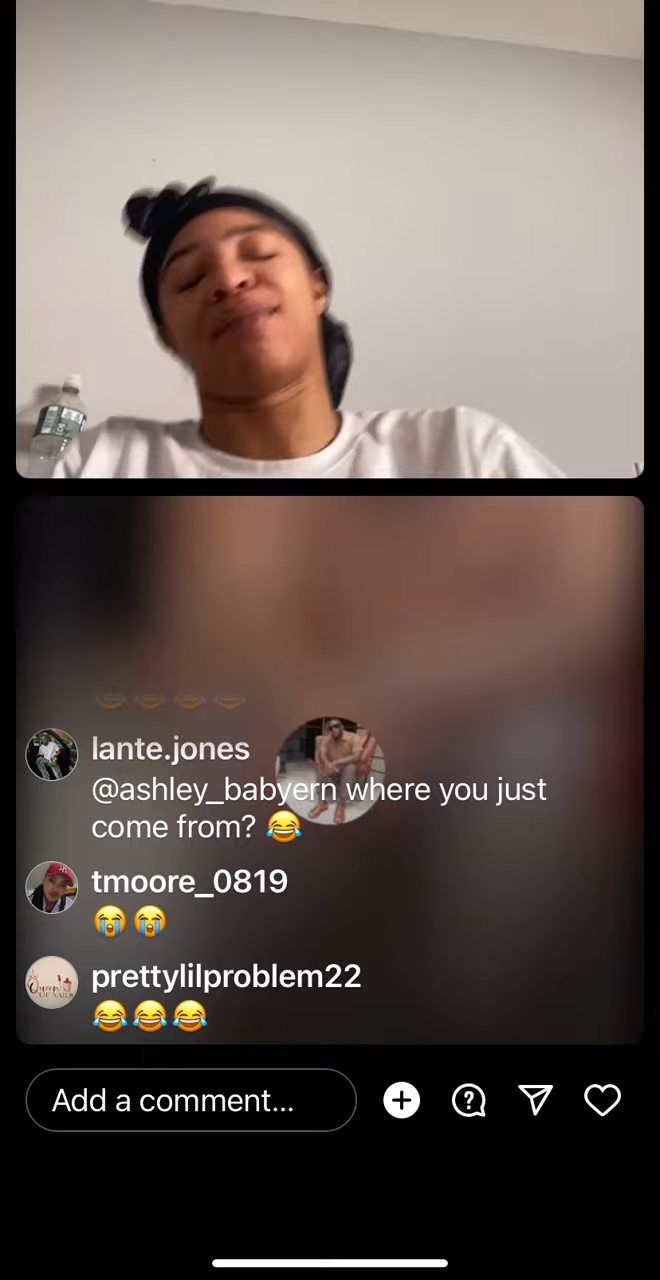 lante.jones
@ashley_babyern where you just
come from? 😂
tmoore_0819
😭😭
prettylilproblem22
😂😂😂
Add a comment...